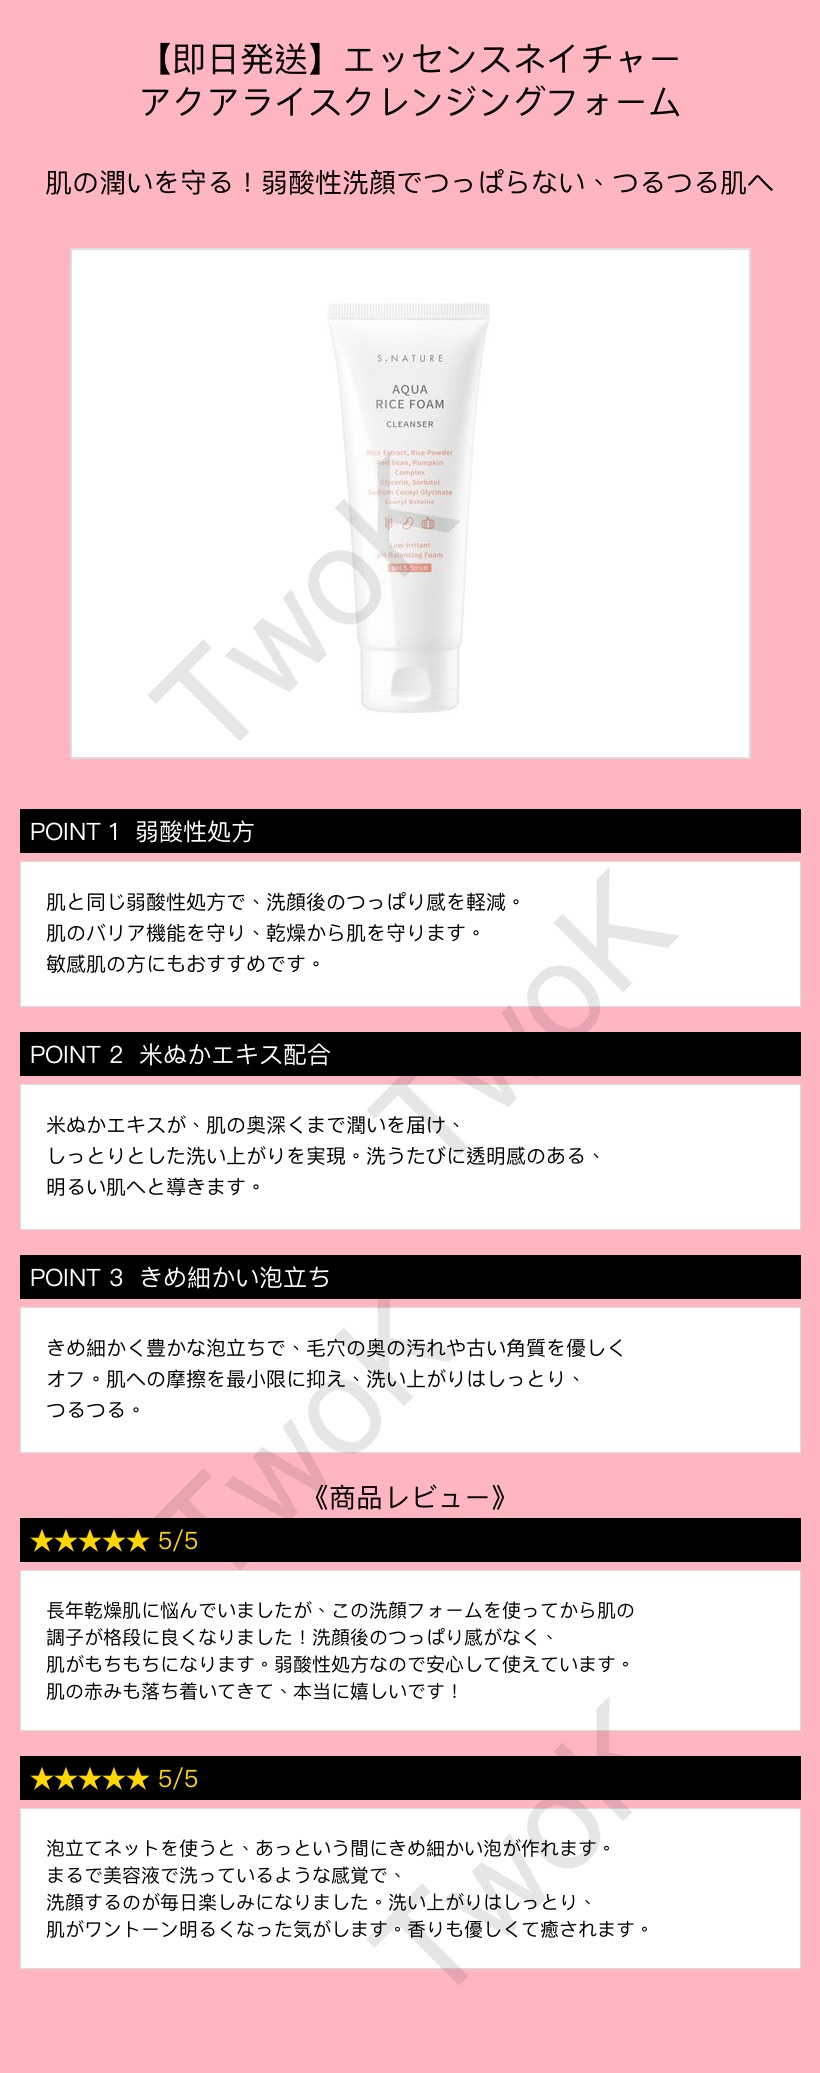 【即日発送】エッセンスネイチャー
アクアライスクレンジングフォーム
肌の潤いを守る！弱酸性洗顔でつっぱらない、つるつる肌へ
S.NATURE
AQUA
RICE FOAM
CLEANSER
Rice Extract, Rice Powder
Red bean, Pumpkin
Complex
Glycerin, Sorbitol
Sodium Cocoyl Glycinate
Lauryl Betaine
Low-irritant
pH Balancing Foam
TwoK
POINT 1 弱酸性処方
肌と同じ弱酸性処方で、洗顔後のつっぱり感を軽減。
肌のバリア機能を守り、乾燥から肌を守ります。
敏感肌の方にもおすすめです。
TwoK
POINT 2 米ぬかエキス配合
米ぬかエキスが、肌の奥深くまで潤いを届け、
しっとりとした洗い上がりを実現。洗うたびに透明感のある、
明るい肌へと導きます。
POINT 3 きめ細かい泡立ち
きめ細かく豊かな泡立ちで、毛穴の奥の汚れや古い角質を優しく
オフ。肌への摩擦を最小限に抑え、洗い上がりはしっとり、
つるつる。
TwoK
《商品レビュー》
★★★★★ 5/5
長年乾燥肌に悩んでいましたが、この洗顔フォームを使ってから肌の
調子が格段に良くなりました！洗顔後のつっぱり感がなく、
肌がもちもちになります。弱酸性処方なので安心して使えています。
肌の赤みも落ち着いてきて、本当に嬉しいです！
★★★★★ 5/5
泡立てネットを使うと、あっという間にきめ細かい泡が作れます。
まるで美容液で洗っているような感覚で、
洗顔するのが毎日楽しみになりました。洗い上がりはしっとり、
肌がワントーン明るくなった気がします。香りも優しくて癒されます。
TwoK